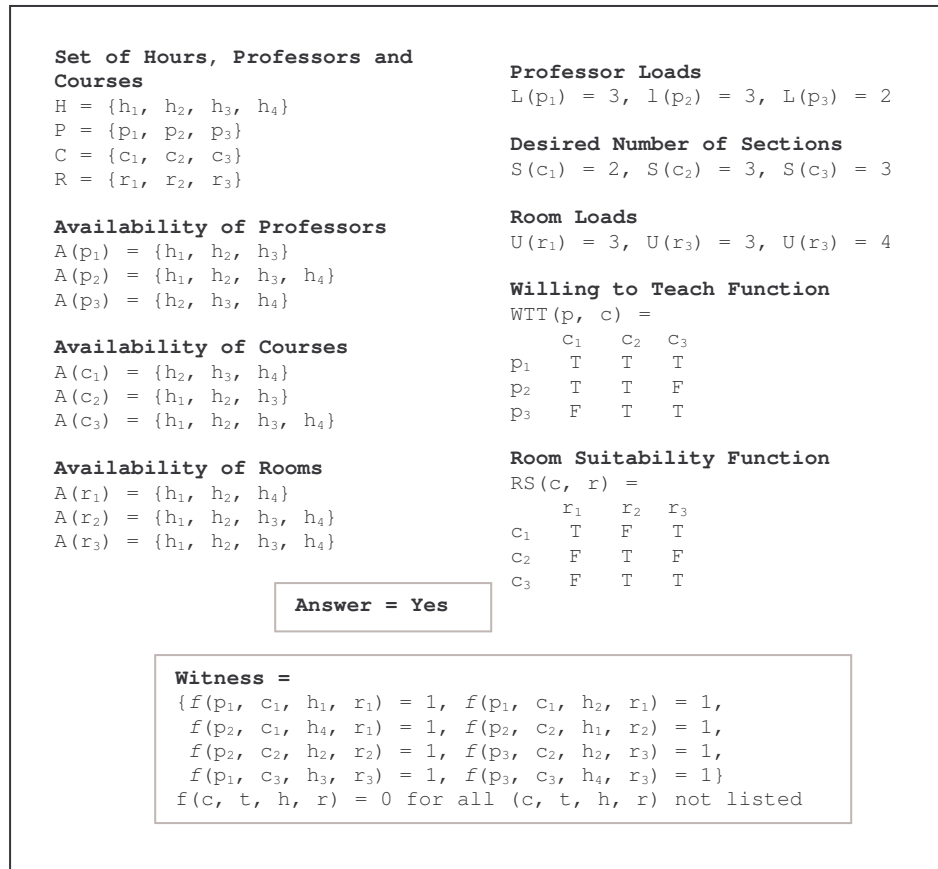 Set of Hours, Professors and
Courses
H = {h₁, h₂, h₃, h₄}
P = {p₁, p₂, p₃}
C = {c₁, c₂, c₃}
R = {r₁, r₂, r₃}
Availability of Professors
A(p₁) = {h₁, h₂, h₃}
A(p₂) = {h₁, h₂, h₃, h₄}
A(p₃) = {h₂, h₃, h₄}
Availability of Courses
A(c₁) = {h₂, h₃, h₄}
A(c₂) = {h₁, h₂, h₃}
A(c₃) = {h₁, h₂, h₃, h₄}
Availability of Rooms
A(r₁) = {h₁, h₂, h₄}
A(r₂) = {h₁, h₂, h₃, h₄}
A(r₃) = {h₁, h₂, h₃, h₄}
Professor Loads
L(p₁) = 3, l(p₂) = 3, L(p₃) = 2
Desired Number of Sections
S(c₁) = 2, S(c₂) = 3, S(c₃) = 3
Room Loads
U(r₁) = 3, U(r₃) = 3, U(r₃) = 4
Willing to Teach Function
WTT(p, c) =
c₁ c₂ c₃
p₁ T T T
p₂ T T F
p₃ F T T
Room Suitability Function
RS(c, r) =
r₁ r₂ r₃
c₁ T F T
c₂ F T F
c₃ F T T
Answer = Yes
Witness =
{f(p₁, c₁, h₁, r₁) = 1, f(p₁, c₁, h₂, r₁) = 1,
f(p₂, c₁, h₄, r₁) = 1, f(p₂, c₂, h₁, r₂) = 1,
f(p₂, c₂, h₂, r₂) = 1, f(p₃, c₂, h₂, r₃) = 1,
f(p₁, c₃, h₃, r₃) = 1, f(p₃, c₃, h₄, r₃) = 1}
f(c, t, h, r) = 0 for all (c, t, h, r) not listed